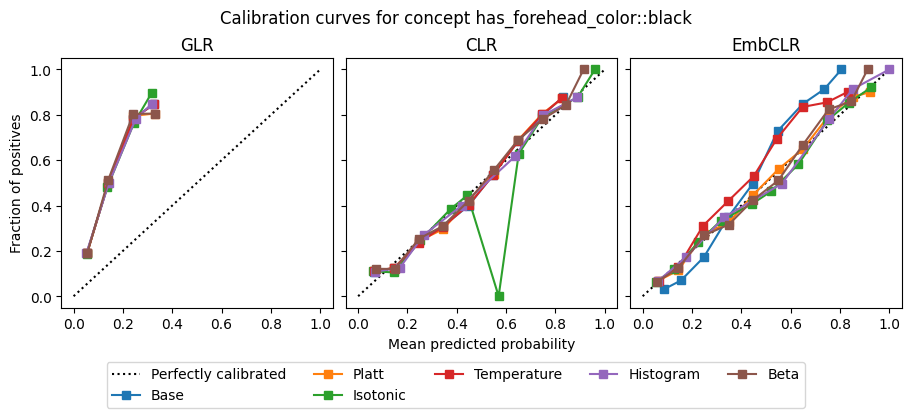 Calibration curves for concept has_forehead_color::black
GLR CLR EmbCLR
Fraction of positives
1.0
0.8
0.6
0.4
0.2
0.0
0.0 0.2 0.4 0.6 0.8 1.0 0.0 0.2 0.4 0.6 0.8 1.0 0.0 0.2 0.4 0.6 0.8 1.0
Mean predicted probability
Perfectly calibrated Platt Temperature Histogram Beta
Base Isotonic